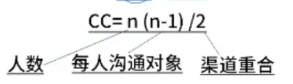 CC= n (n-1) /2
人数 每人沟通对象 渠道重合